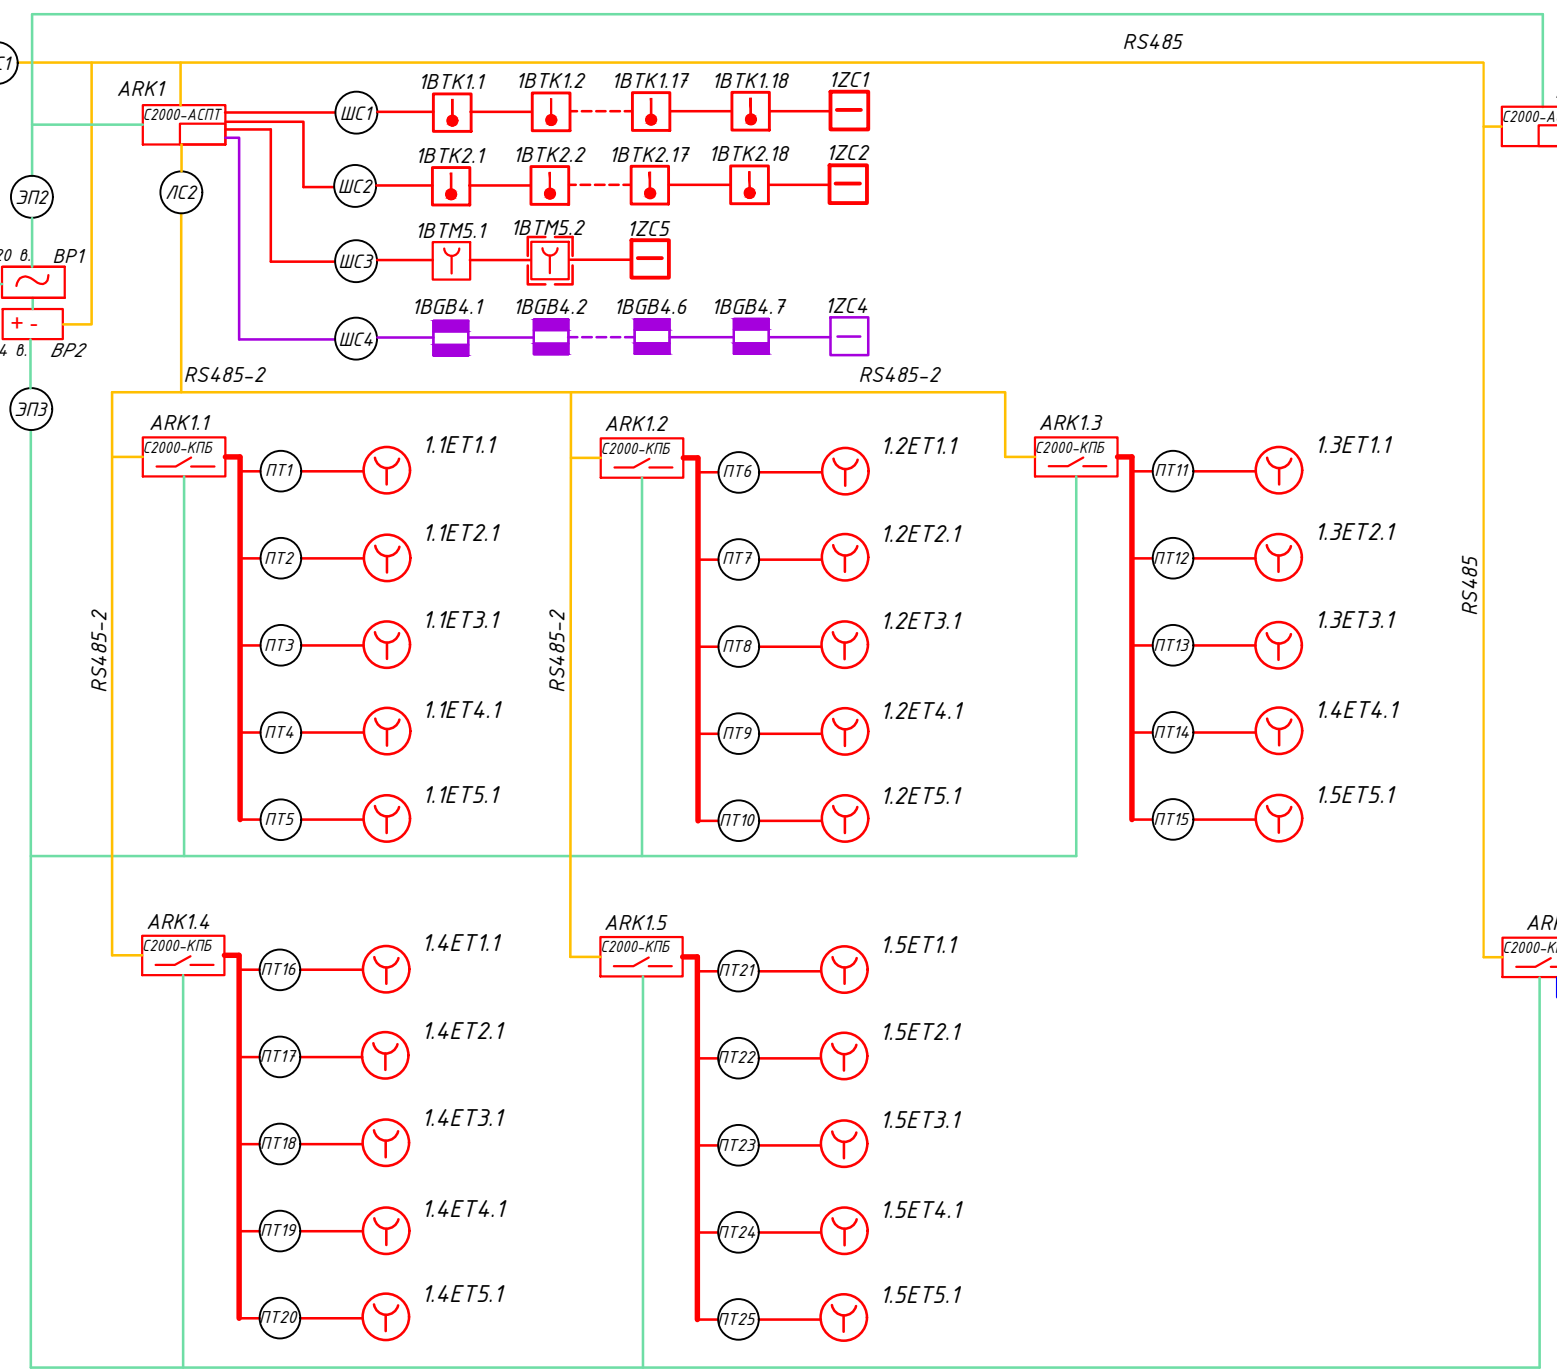 RS485
С1
ARK1
С2000-АСПТ
ШС1
1BTK1.1
1BTK1.2
1BTK1.17
1BTK1.18
1ZC1
С2000-АС
ШС2
1BTK2.1
1BTK2.2
1BTK2.17
1BTK2.18
1ZC2
ЛС2
ЭП2
ШС3
1BTM5.1
1BTM5.2
1ZC5
20 в.
ВР1
+ -
4 в.
ВР2
ШС4
1BGB4.1
1BGB4.2
1BGB4.6
1BGB4.7
1ZC4
RS485-2
RS485-2
ЭП3
ARK1.1
С2000-КПБ
ПТ1
1.1ET1.1
ПТ2
1.1ET2.1
ПТ3
1.1ET3.1
ПТ4
1.1ET4.1
ПТ5
1.1ET5.1
RS485-2
ARK1.2
С2000-КПБ
ПТ6
1.2ET1.1
ПТ7
1.2ET2.1
ПТ8
1.2ET3.1
ПТ9
1.2ET4.1
ПТ10
1.2ET5.1
RS485-2
ARK1.3
С2000-КПБ
ПТ11
1.3ET1.1
ПТ12
1.3ET2.1
ПТ13
1.3ET3.1
ПТ14
1.4ET4.1
ПТ15
1.5ET5.1
RS485
ARK1.4
С2000-КПБ
ПТ16
1.4ET1.1
ПТ17
1.4ET2.1
ПТ18
1.4ET3.1
ПТ19
1.4ET4.1
ПТ20
1.4ET5.1
ARK1.5
С2000-КПБ
ПТ21
1.5ET1.1
ПТ22
1.5ET2.1
ПТ23
1.5ET3.1
ПТ24
1.5ET4.1
ПТ25
1.5ET5.1
ARK
С2000-КП